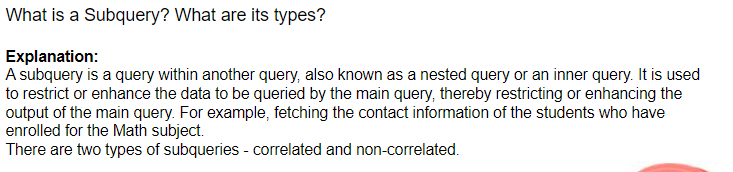 What is a Subquery? What are its types?
Explanation:
A subquery is a query within another query, also known as a nested query or an inner query. It is used
to restrict or enhance the data to be queried by the main query, thereby restricting or enhancing the
output of the main query. For example, fetching the contact information of the students who have
enrolled for the Math subject.
There are two types of subqueries - correlated and non-correlated.